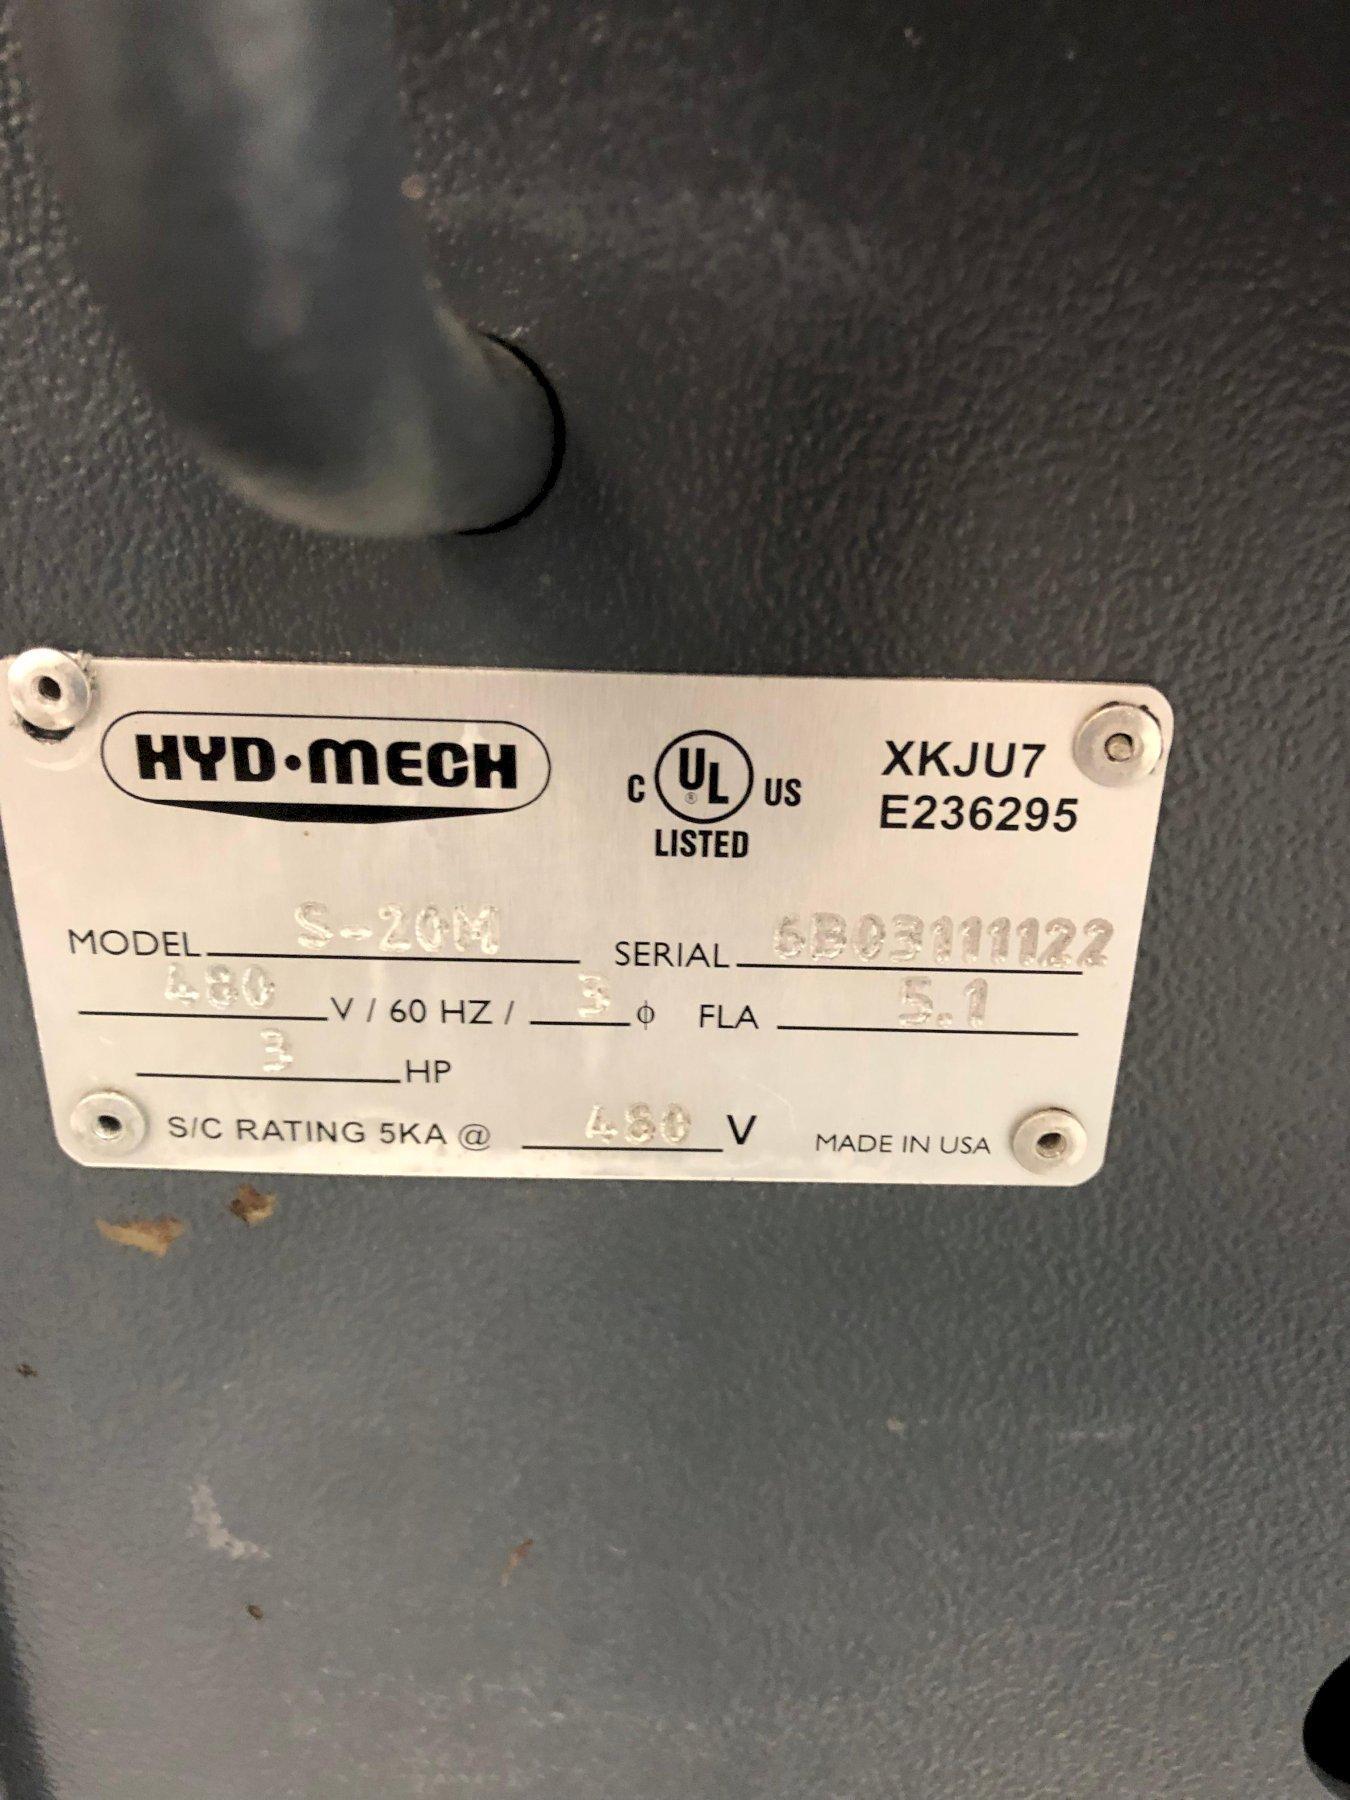 HYD·MECH
C UL® US
LISTED
XKJU7
E236295
MODEL S-20M SERIAL 6B03111122
480 V / 60 HZ / 3 ϕ FLA 5.1
3 HP
S/C RATING 5KA @ 480 V MADE IN USA